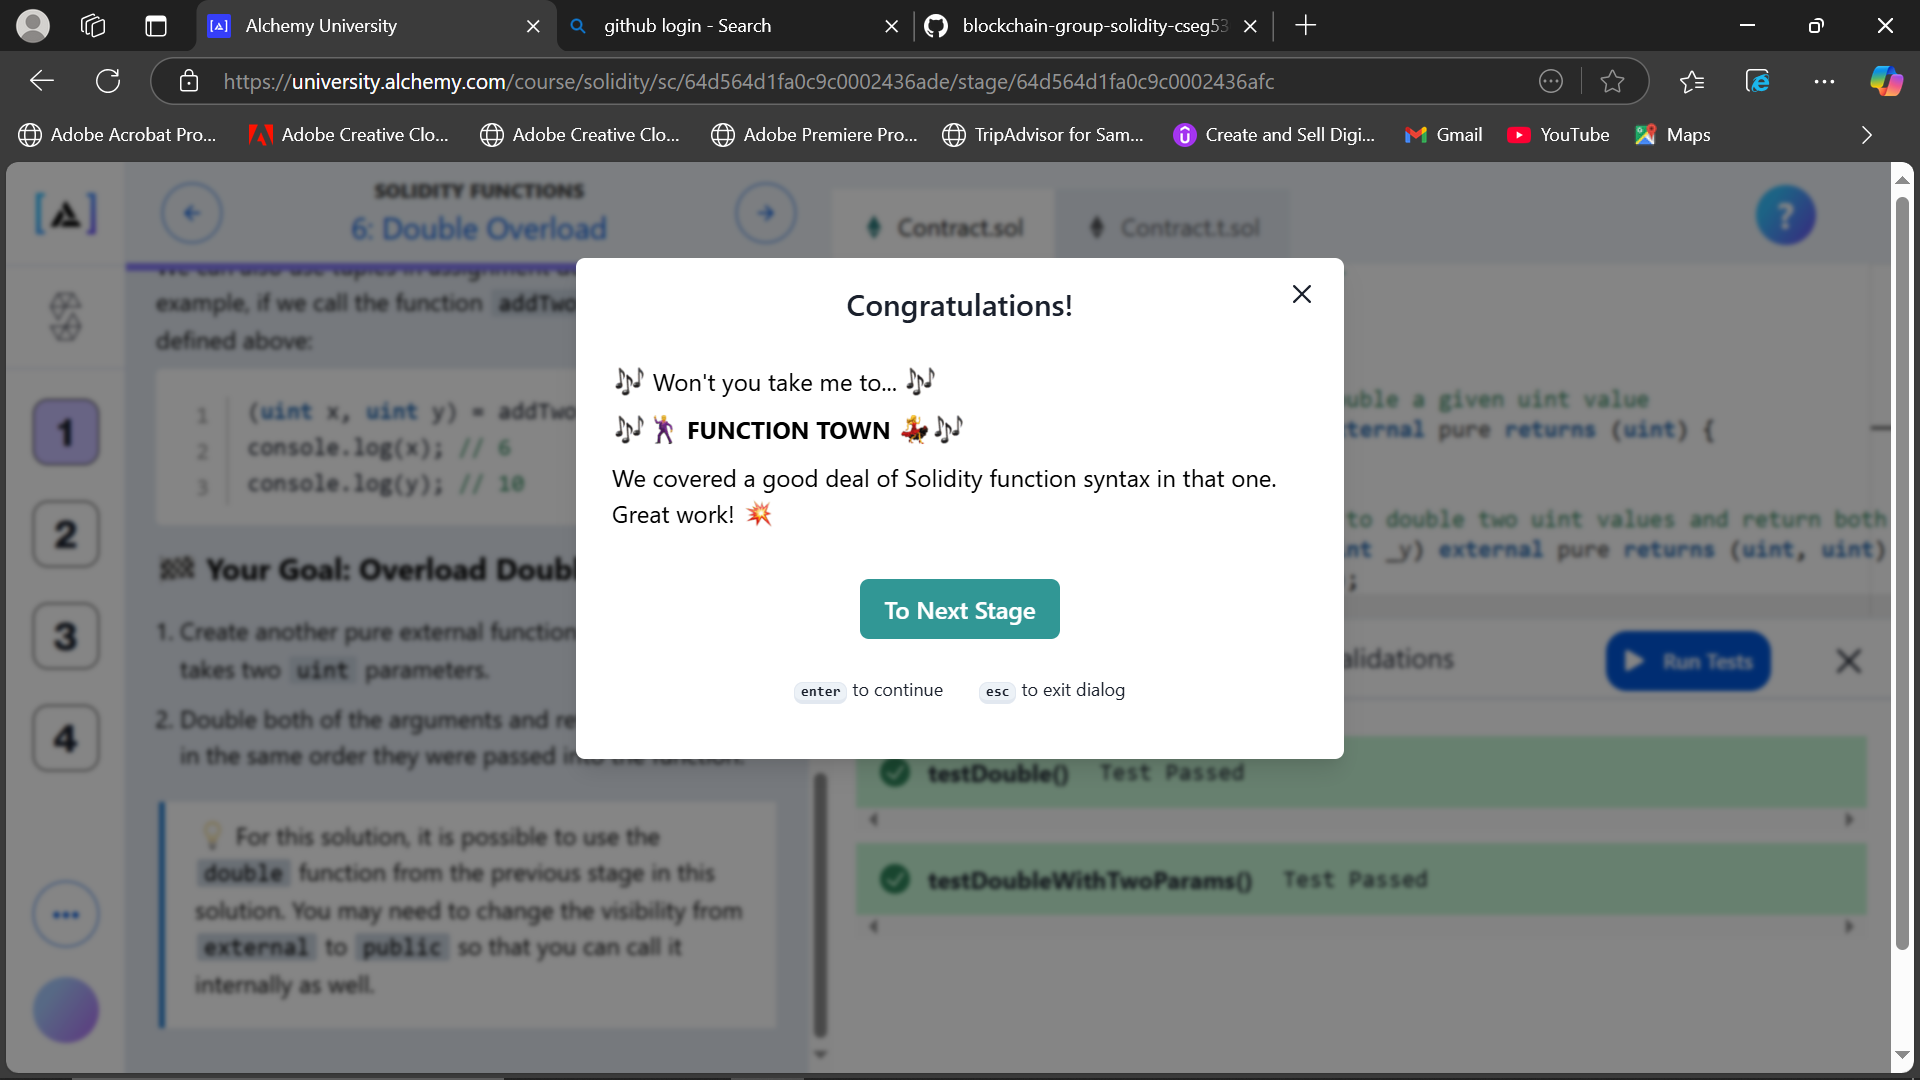 Alchemy University
github login - Search
blockchain-group-solidity-cseg53
https://university.alchemy.com/course/solidity/sc/64d564d1fa0c9c0002436ade/stage/64d564d1fa0c9c0002436afc
Adobe Acrobat Pro...
Adobe Creative Clo...
Adobe Creative Clo...
Adobe Premiere Pro...
TripAdvisor for Sam...
Create and Sell Digi...
Gmail
YouTube
Maps
SOLIDITY FUNCTIONS
6: Double Overload
Contract.sol
Contract.t.sol
?
example, if we call the function addTwo
defined above:
1 (uint x, uint y) = addTwo
2 console.log(x); // 6
3 console.log(y); // 10
Your Goal: Overload Doubl
1. Create another pure external function
takes two uint parameters.
2. Double both of the arguments and re
in the same order they were passed into the function.
For this solution, it is possible to use the
double function from the previous stage in this
solution. You may need to change the visibility from
external to public so that you can call it
internally as well.
1
2
3
4
Congratulations!
Won't you take me to...
FUNCTION TOWN
We covered a good deal of Solidity function syntax in that one.
Great work!
To Next Stage
enter to continue
esc to exit dialog
uble a given uint value
ternal pure returns (uint) {
to double two uint values and return both
nt _y) external pure returns (uint, uint)
;
alidations
Run Tests
testDouble() Test Passed
testDoubleWithTwoParams() Test Passed